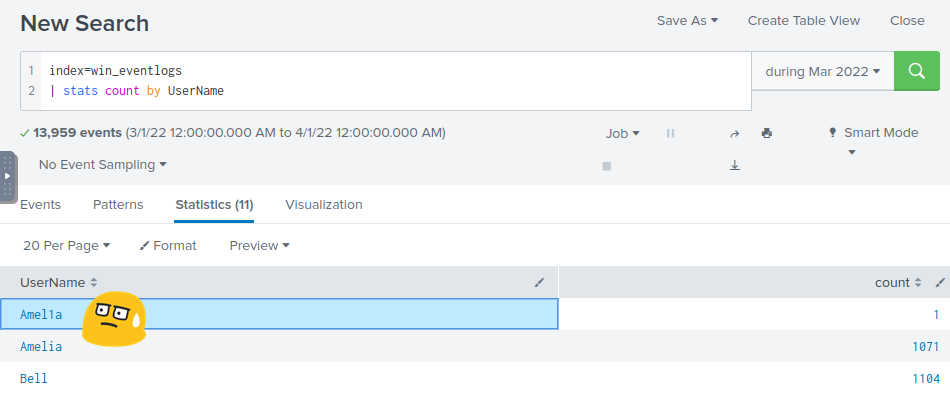 New Search
Save As
Create Table View
Close
1 index=win_eventlogs
2 | stats count by UserName
during Mar 2022
13,959 events (3/1/22 12:00:00.000 AM to 4/1/22 12:00:00.000 AM)
Job
Smart Mode
No Event Sampling
Events
Patterns
Statistics (11)
Visualization
20 Per Page
Format
Preview
UserName
count
Amel1a
1
Amelia
1071
Bell
1104